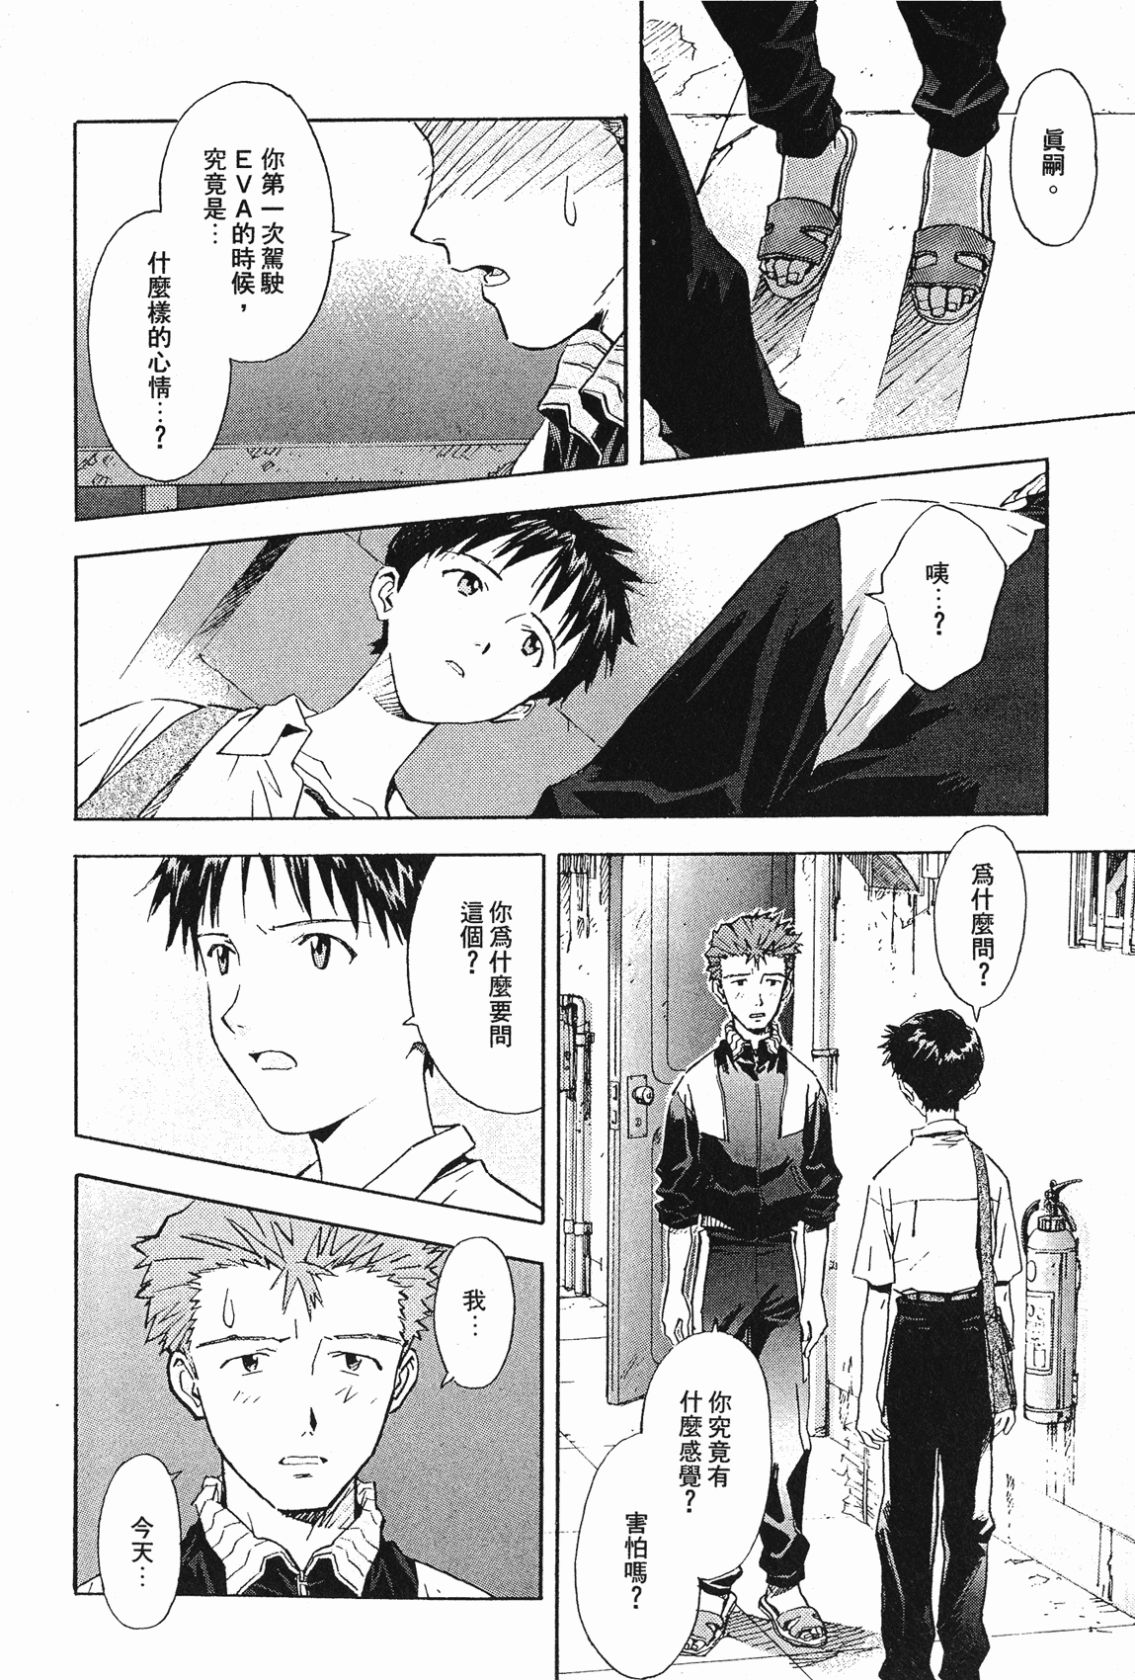 眞嗣。
你第一次駕駛
EVA的時候，
究竟是…
什麼樣的心情…？
咦…？
爲什麼問？
你究竟有
什麼感覺？
害怕嗎？
你爲什麼要問
這個？
我…
今天…